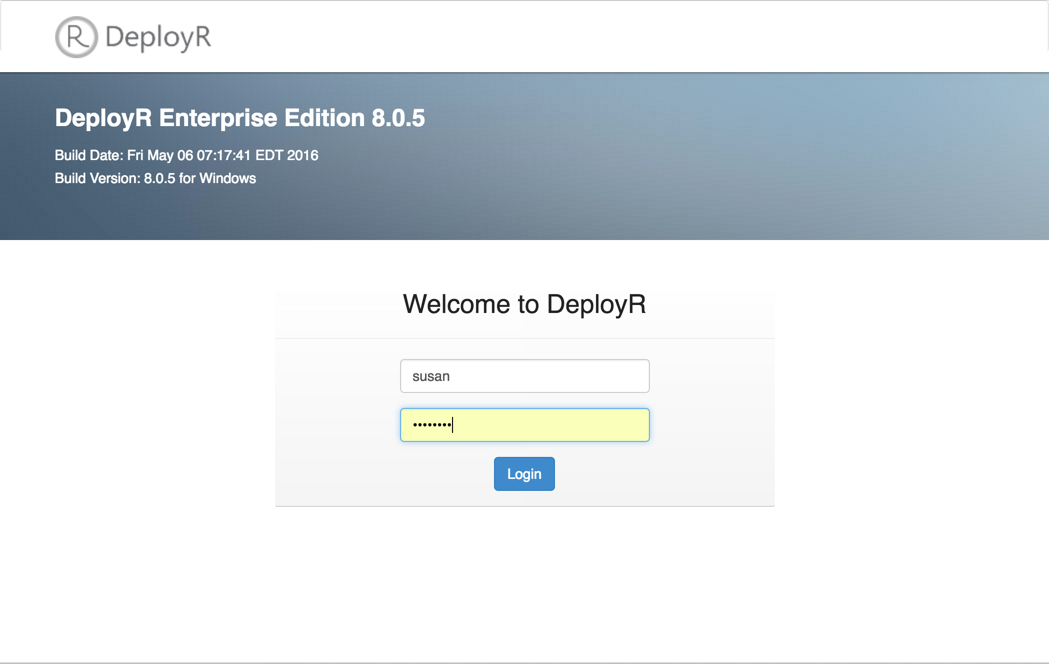 R DeployR
DeployR Enterprise Edition 8.0.5
Build Date: Fri May 06 07:17:41 EDT 2016
Build Version: 8.0.5 for Windows
Welcome to DeployR
susan
••••••••
Login